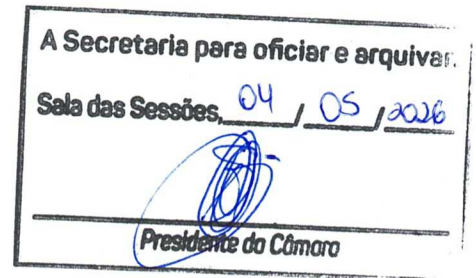 A Secretaria para oficiar e arquivar.
Sala das Sessões, 04 / 05 / 2026
Presidente da Câmara